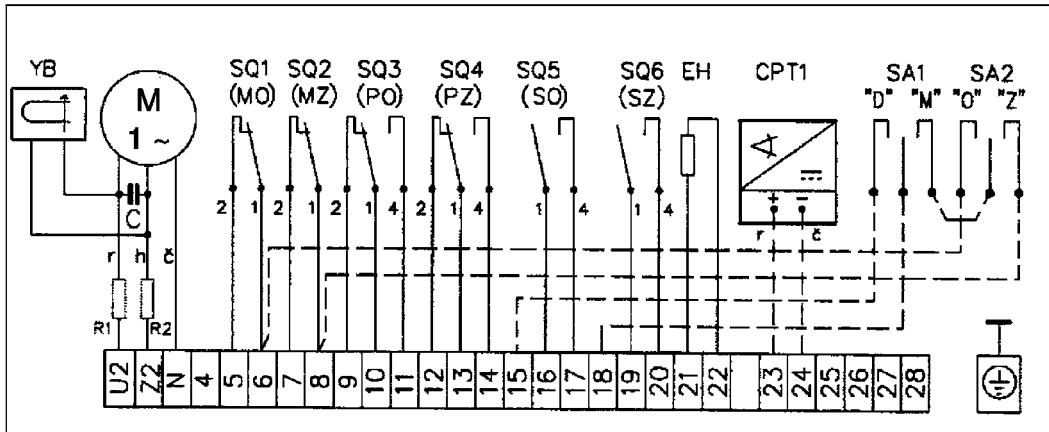 YB
M
1 ~
C
SQ1
(MO)
SQ2
(MZ)
SQ3
(PO)
SQ4
(PZ)
SQ5
(SO)
SQ6
(SZ)
EH
CPT1
SA1
"D" "M"
SA2
"O" "Z"
2 1 2 1 2 1 4 2 1 4 1 4 1 4
+ −
r č
r h č
R1 R2
U2 Z2 N 4 5 6 7 8 9 10 11 12 13 14 15 16 17 18 19 20 21 22 23 24 25 26 27 28